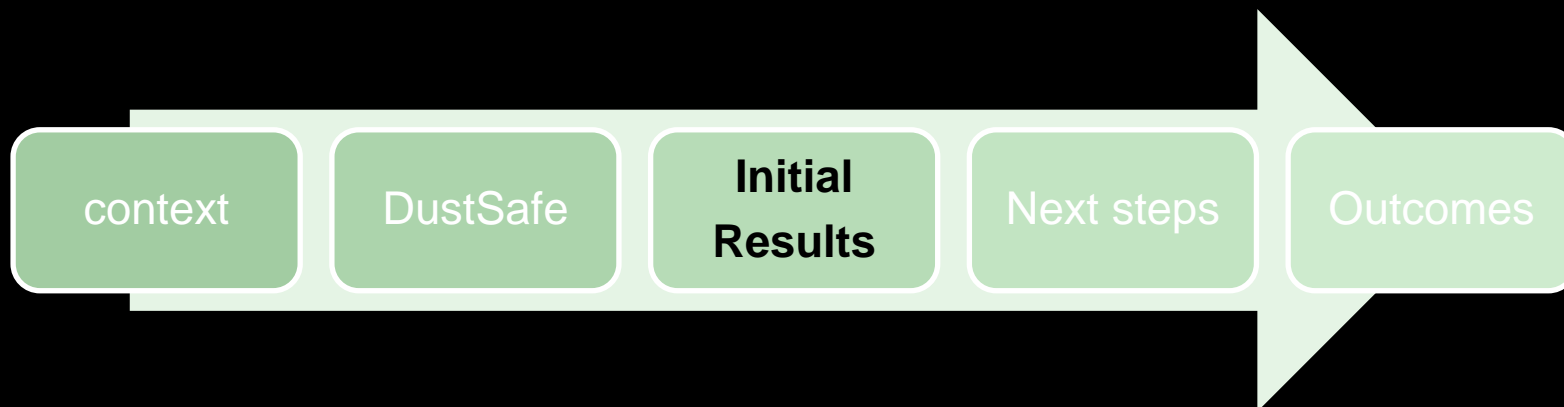 context
DustSafe
Initial
Results
Next steps
Outcomes